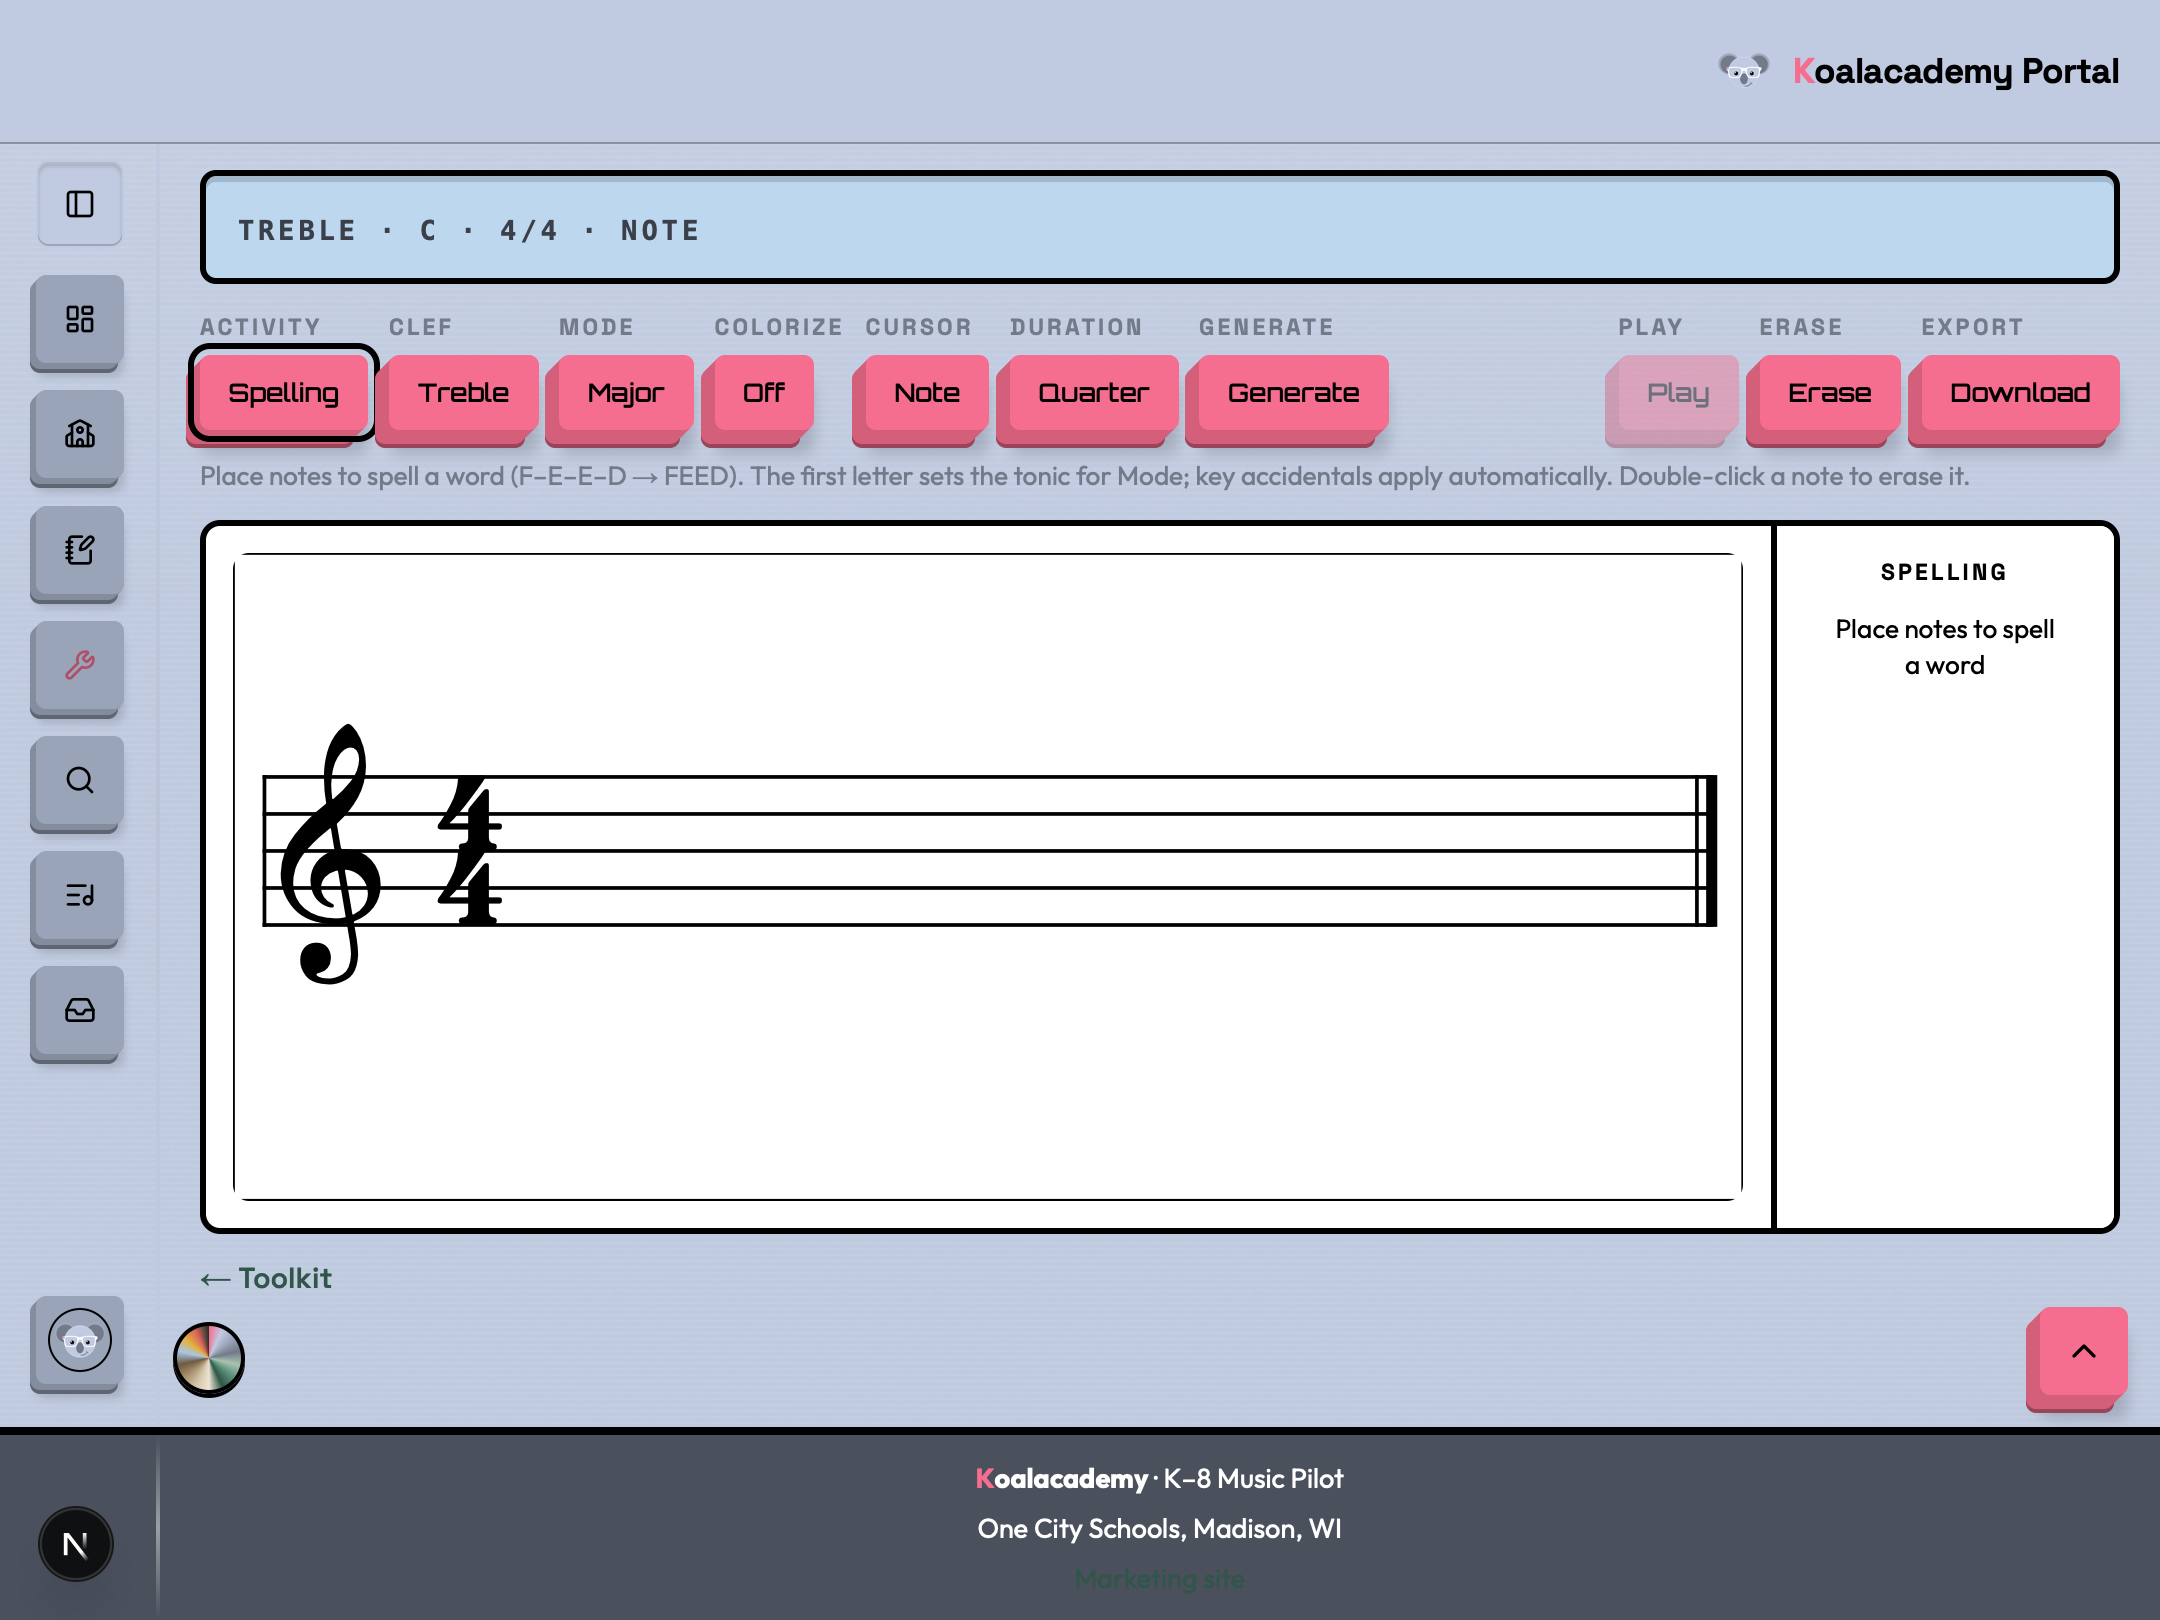 Koalacademy Portal
TREBLE · C · 4/4 · NOTE
ACTIVITY CLEF MODE COLORIZE CURSOR DURATION GENERATE PLAY ERASE EXPORT
Spelling Treble Major Off Note Quarter Generate Play Erase Download
Place notes to spell a word (F–E–E–D → FEED). The first letter sets the tonic for Mode; key accidentals apply automatically. Double-click a note to erase it.
SPELLING
Place notes to spell
a word
4
4
← Toolkit
Koalacademy · K–8 Music Pilot
One City Schools, Madison, WI
Marketing site
N